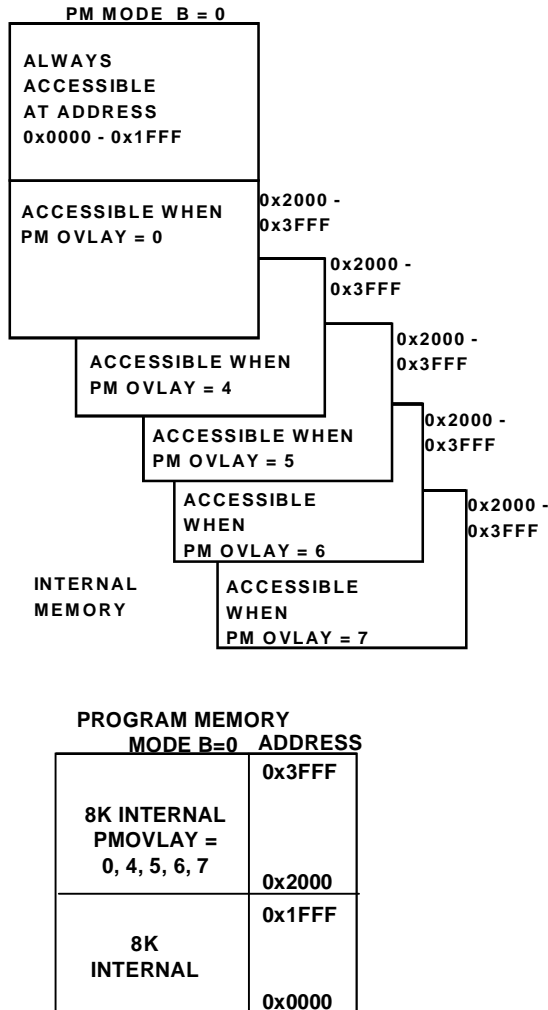 PM MODE B = 0
ALWAYS
ACCESSIBLE
AT ADDRESS
0x0000 - 0x1FFF
ACCESSIBLE WHEN
PM OVLAY = 0
0x2000 -
0x3FFF
0x2000 -
0x3FFF
ACCESSIBLE WHEN
PM OVLAY = 4
0x2000 -
0x3FFF
ACCESSIBLE WHEN
PM OVLAY = 5
0x2000 -
0x3FFF
ACCESSIBLE
WHEN
PM OVLAY = 6
0x2000 -
0x3FFF
INTERNAL
MEMORY
ACCESSIBLE
WHEN
PM OVLAY = 7
PROGRAM MEMORY
MODE B=0 ADDRESS
0x3FFF
8K INTERNAL
PMOVLAY =
0, 4, 5, 6, 7
0x2000
0x1FFF
8K
INTERNAL
0x0000